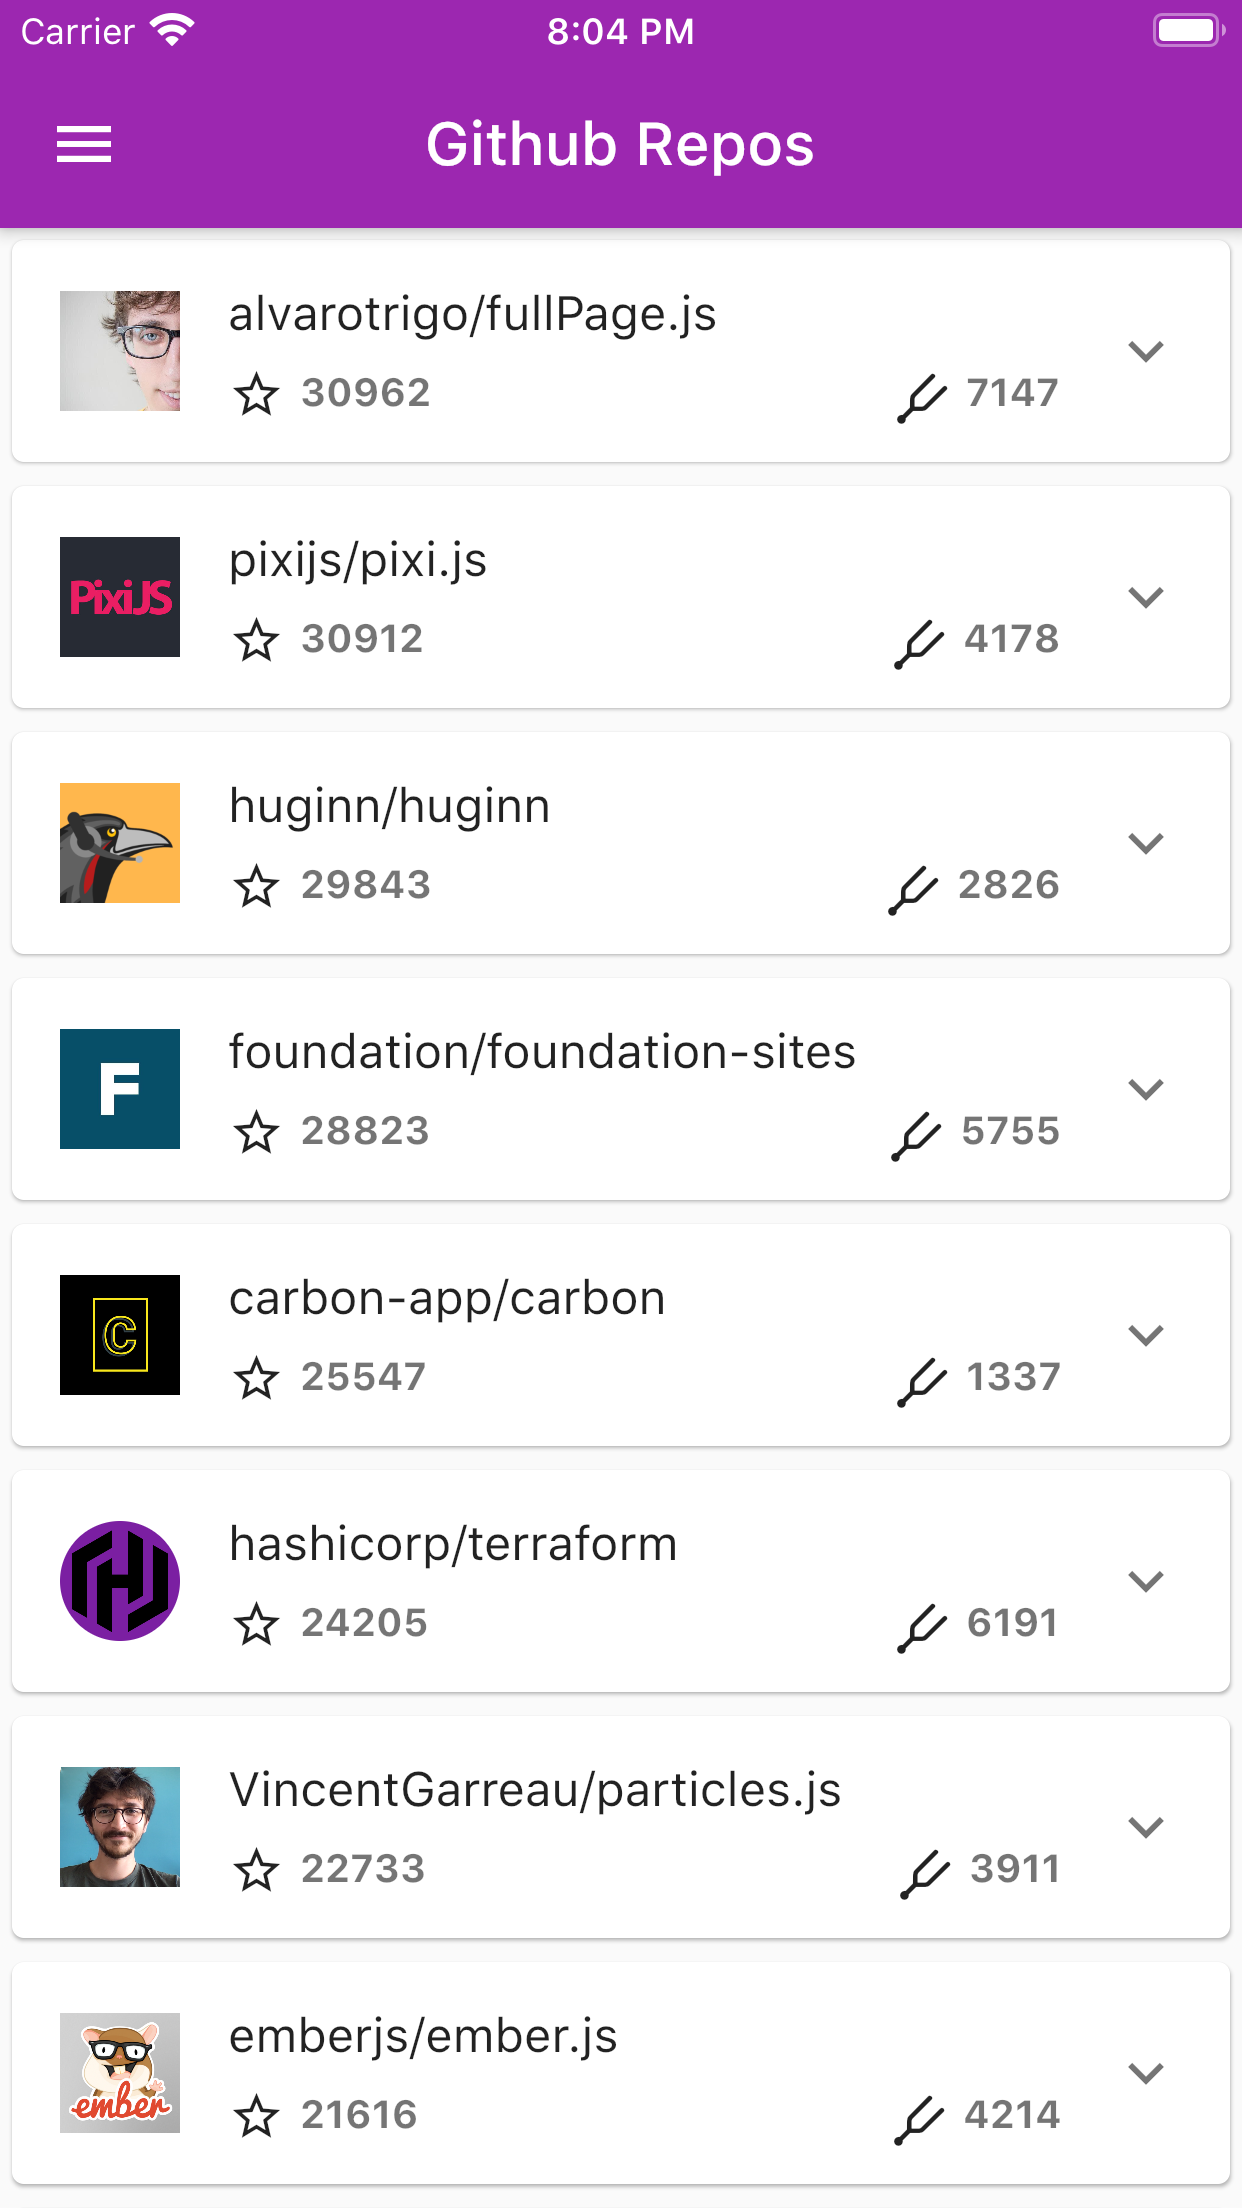 Carrier 8:04 PM
Github Repos
alvarotrigo/fullPage.js
30962 7147
PixiJS
pixijs/pixi.js
30912 4178
huginn/huginn
29843 2826
F
foundation/foundation-sites
28823 5755
C
carbon-app/carbon
25547 1337
hashicorp/terraform
24205 6191
VincentGarreau/particles.js
22733 3911
ember
emberjs/ember.js
21616 4214